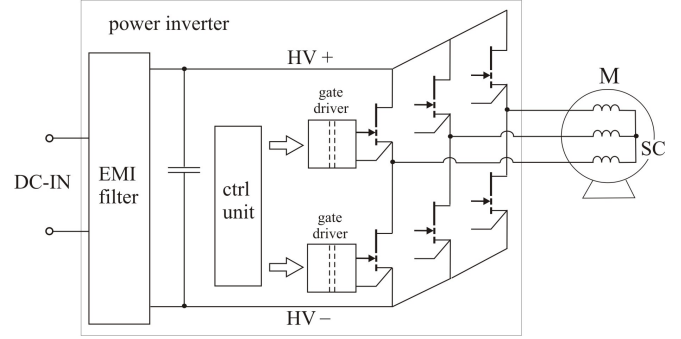 power inverter
HV +
gate
driver
M
SC
DC-IN
EMI
filter
ctrl
unit
gate
driver
HV –